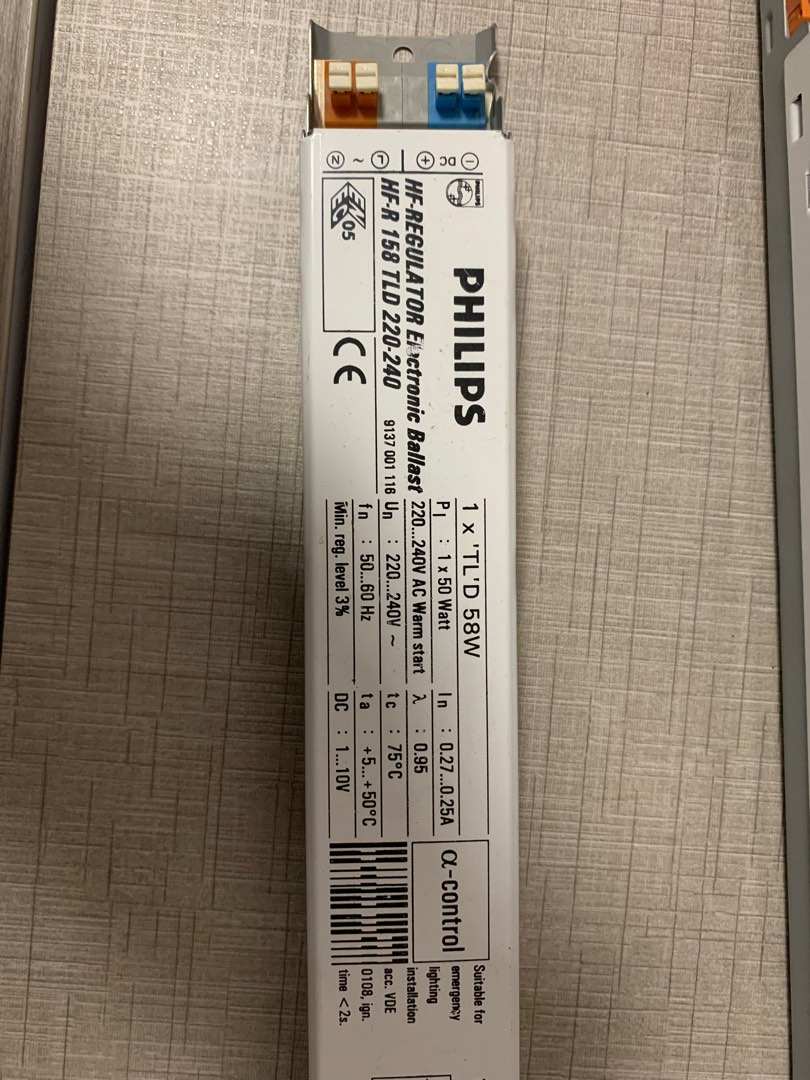 PHILIPS
PHILIPS
HF-REGULATOR Electronic Ballast
HF-R 158 TLD 220-240
9137 001 116
DC
L ~ N
ENEC 05
CE
1 x 'TL'D 58W
Pl : 1 x 50 Watt
In : 0.27...0.25A
220...240V AC Warm start
λ : 0.95
Un : 220...240V ~
tc : 75°C
fn : 50...60 Hz
ta : +5...+50°C
Min. reg. level 3%
DC : 1...10V
α-control
Suitable for
emergency
lighting
installation
acc. VDE
0108, ign.
time < 2s.